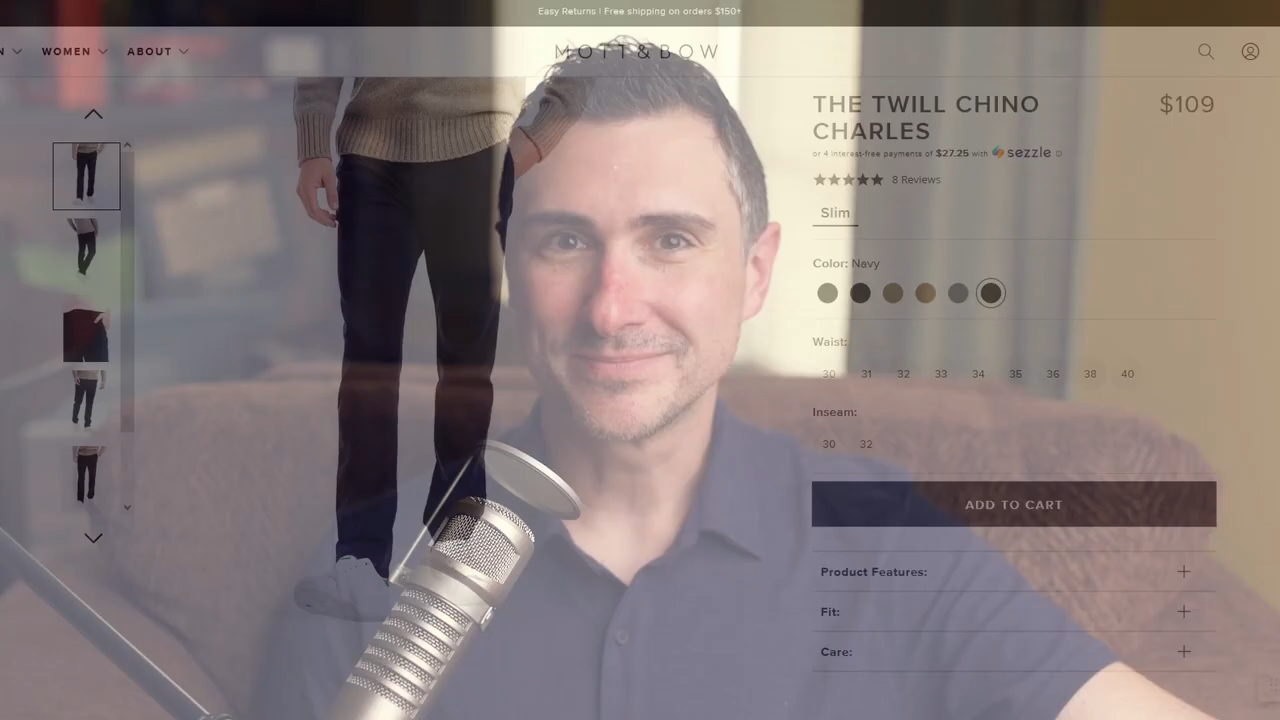 Easy Returns | Free shipping on orders $150+
N WOMEN ABOUT
MOTT & BOW
THE TWILL CHINO
CHARLES
$109
or 4 interest-free payments of $27.25 with sezzle
8 Reviews
Slim
Color: Navy
Waist:
30 31 32 33 34 35 36 38 40
Inseam:
30 32
ADD TO CART
Product Features:
Fit:
Care: